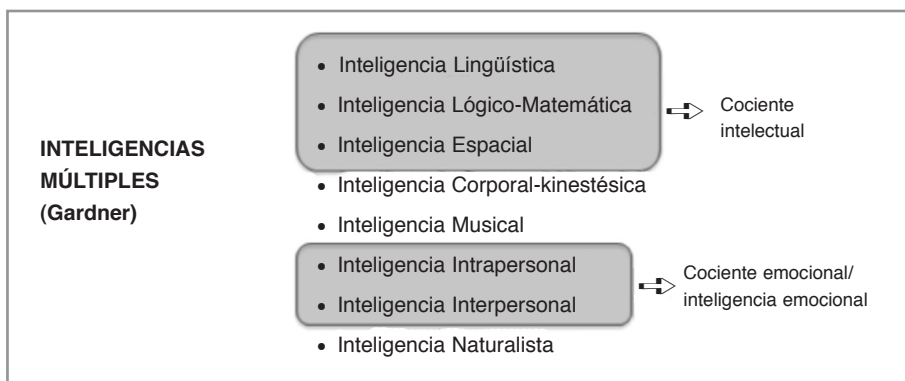 INTELIGENCIAS
MÚLTIPLES
(Gardner)
• Inteligencia Lingüística
• Inteligencia Lógico-Matemática
• Inteligencia Espacial
• Inteligencia Corporal-kinestésica
• Inteligencia Musical
• Inteligencia Intrapersonal
• Inteligencia Interpersonal
• Inteligencia Naturalista
Cociente
intelectual
Cociente emocional/
inteligencia emocional